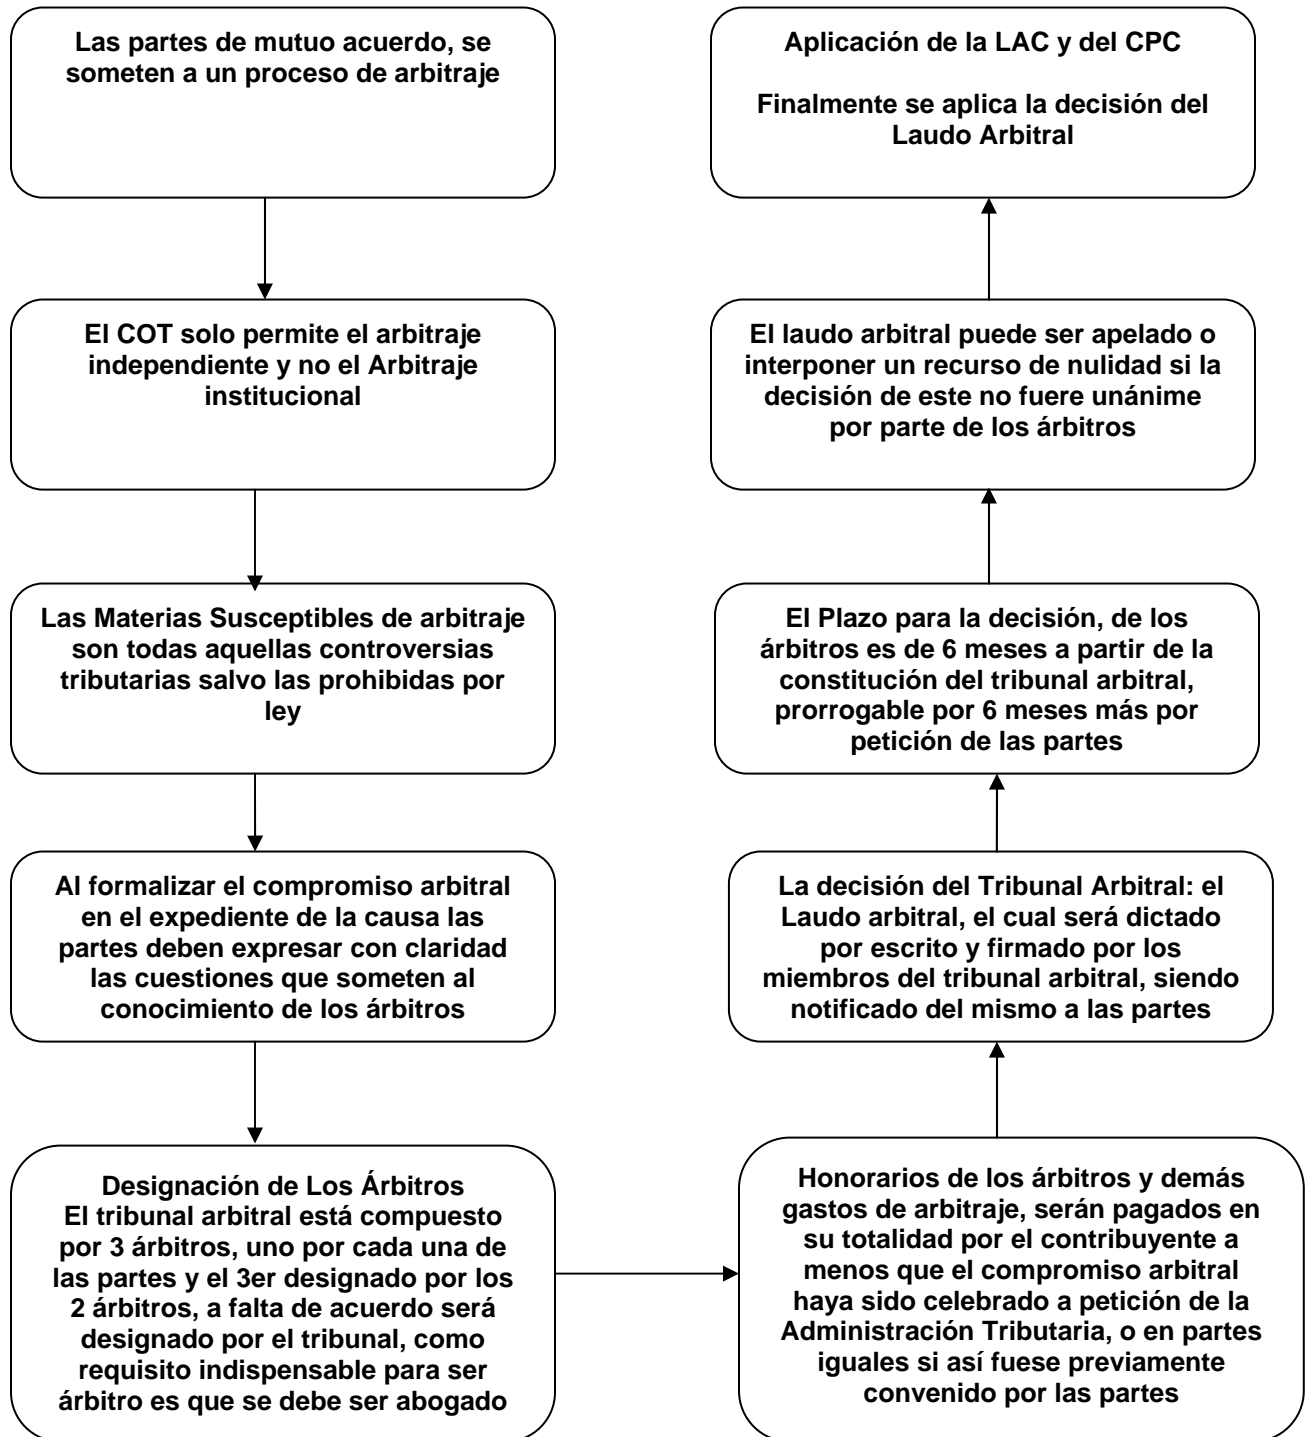 Las partes de mutuo acuerdo, se
someten a un proceso de arbitraje
El COT solo permite el arbitraje
independiente y no el Arbitraje
institucional
Las Materias Susceptibles de arbitraje
son todas aquellas controversias
tributarias salvo las prohibidas por
ley
Al formalizar el compromiso arbitral
en el expediente de la causa las
partes deben expresar con claridad
las cuestiones que someten al
conocimiento de los árbitros
Designación de Los Árbitros
El tribunal arbitral está compuesto
por 3 árbitros, uno por cada una de
las partes y el 3er designado por los
2 árbitros, a falta de acuerdo será
designado por el tribunal, como
requisito indispensable para ser
árbitro es que se debe ser abogado
Honorarios de los árbitros y demás
gastos de arbitraje, serán pagados en
su totalidad por el contribuyente a
menos que el compromiso arbitral
haya sido celebrado a petición de la
Administración Tributaria, o en partes
iguales si así fuese previamente
convenido por las partes
La decisión del Tribunal Arbitral: el
Laudo arbitral, el cual será dictado
por escrito y firmado por los
miembros del tribunal arbitral, siendo
notificado del mismo a las partes
El Plazo para la decisión, de los
árbitros es de 6 meses a partir de la
constitución del tribunal arbitral,
prorrogable por 6 meses más por
petición de las partes
El laudo arbitral puede ser apelado o
interponer un recurso de nulidad si la
decisión de este no fuere unánime
por parte de los árbitros
Aplicación de la LAC y del CPC
Finalmente se aplica la decisión del
Laudo Arbitral